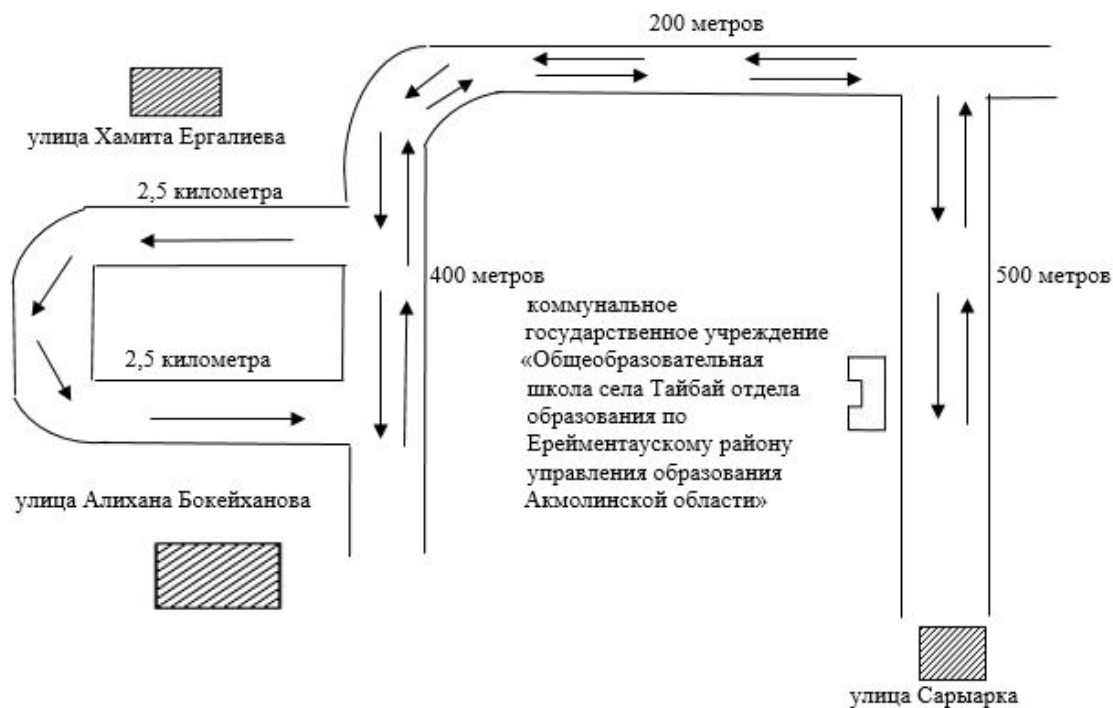 200 метров
улица Хамита Ергалиева
2,5 километра
400 метров
500 метров
коммунальное
государственное учреждение
«Общеобразовательная
школа села Тайбай отдела
образования по
Ерейментаускому району
управления образования
Акмолинской области»
2,5 километра
улица Алихана Бокейханова
улица Сарыарка